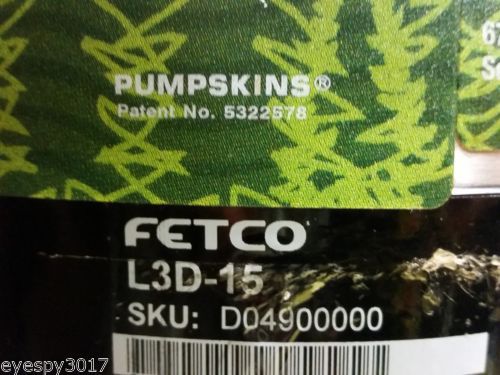 PUMPSKINS®
Patent No. 5322578
FETCO
L3D-15
SKU: D04900000
eyespy3017